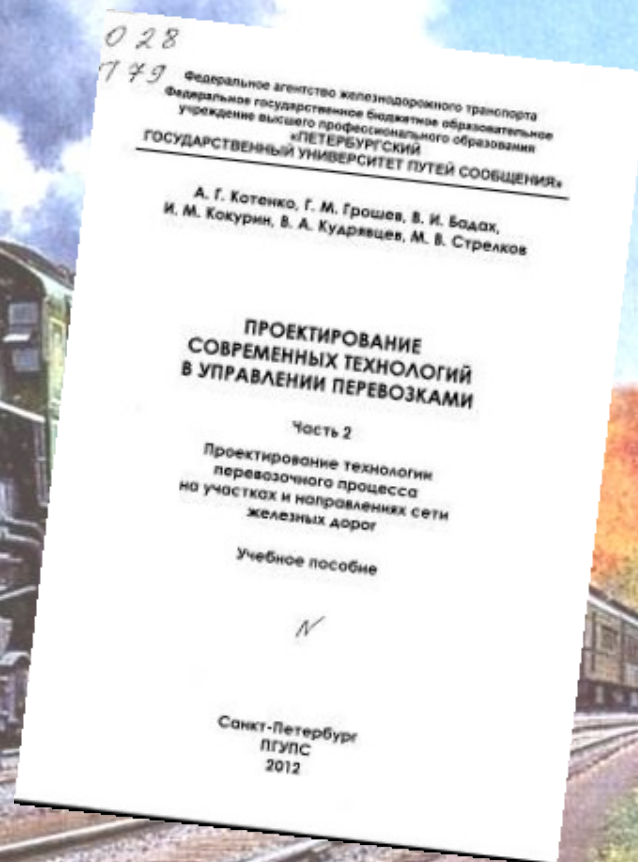 О 28
П 79
Федеральное агентство железнодорожного транспорта
Федеральное государственное бюджетное образовательное
учреждение высшего профессионального образования
«ПЕТЕРБУРГСКИЙ
ГОСУДАРСТВЕННЫЙ УНИВЕРСИТЕТ ПУТЕЙ СООБЩЕНИЯ»
А. Г. Котенко, Г. М. Грошев, В. И. Бадах,
И. М. Кокурин, В. А. Кудрявцев, М. В. Стрелков
ПРОЕКТИРОВАНИЕ
СОВРЕМЕННЫХ ТЕХНОЛОГИЙ
В УПРАВЛЕНИИ ПЕРЕВОЗКАМИ
Часть 2
Проектирование технологии
перевозочного процесса
на участках и направлениях сети
железных дорог
Учебное пособие
N
Санкт-Петербург
ПГУПС
2012